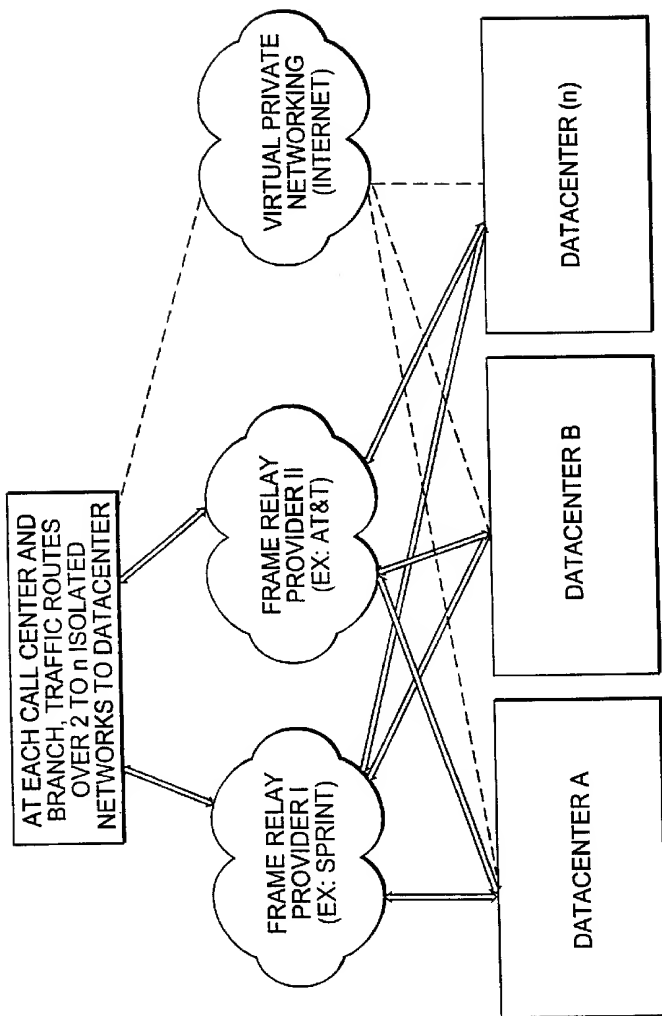 AT EACH CALL CENTER AND
BRANCH, TRAFFIC ROUTES
OVER 2 TO n ISOLATED
NETWORKS TO DATACENTER
FRAME RELAY
PROVIDER I
(EX: SPRINT)
FRAME RELAY
PROVIDER II
(EX: AT&T)
VIRTUAL PRIVATE
NETWORKING
(INTERNET)
DATACENTER A
DATACENTER B
DATACENTER (n)